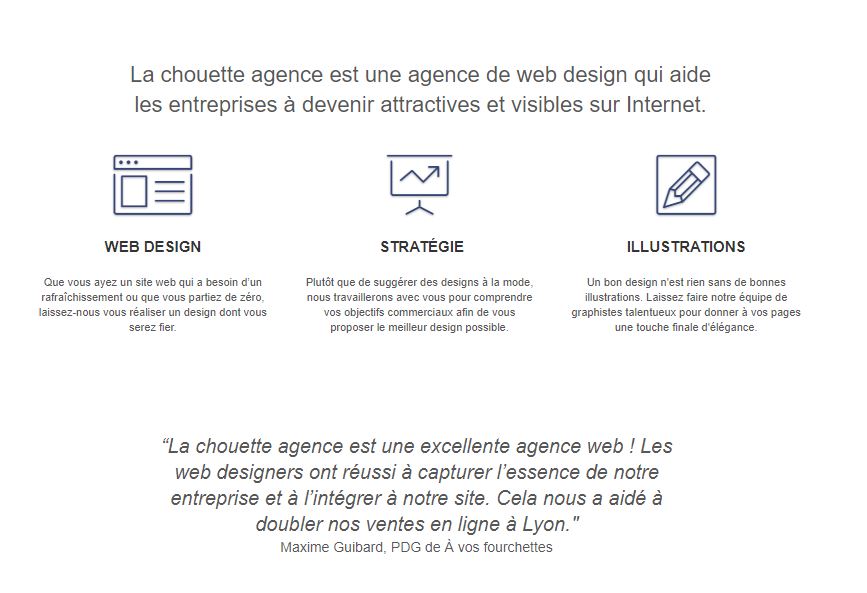 La chouette agence est une agence de web design qui aide
les entreprises à devenir attractives et visibles sur Internet.
WEB DESIGN
Que vous ayez un site web qui a besoin d’un
rafraîchissement ou que vous partiez de zéro,
laissez-nous vous réaliser un design dont vous
serez fier.
STRATÉGIE
Plutôt que de suggérer des designs à la mode,
nous travaillerons avec vous pour comprendre
vos objectifs commerciaux afin de vous
proposer le meilleur design possible.
ILLUSTRATIONS
Un bon design n’est rien sans de bonnes
illustrations. Laissez faire notre équipe de
graphistes talentueux pour donner à vos pages
une touche finale d’élégance.
“La chouette agence est une excellente agence web ! Les
web designers ont réussi à capturer l’essence de notre
entreprise et à l’intégrer à notre site. Cela nous a aidé à
doubler nos ventes en ligne à Lyon."
Maxime Guibard, PDG de À vos fourchettes